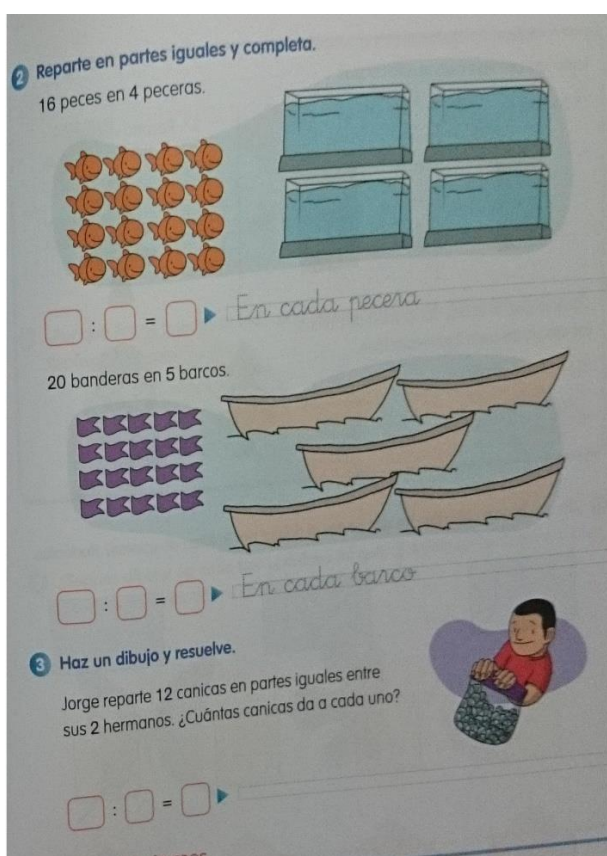 2 Reparte en partes iguales y completa.
16 peces en 4 peceras.
: = En cada pecera
20 banderas en 5 barcos.
: = En cada barco
3 Haz un dibujo y resuelve.
Jorge reparte 12 canicas en partes iguales entre
sus 2 hermanos. ¿Cuántas canicas da a cada uno?
: =